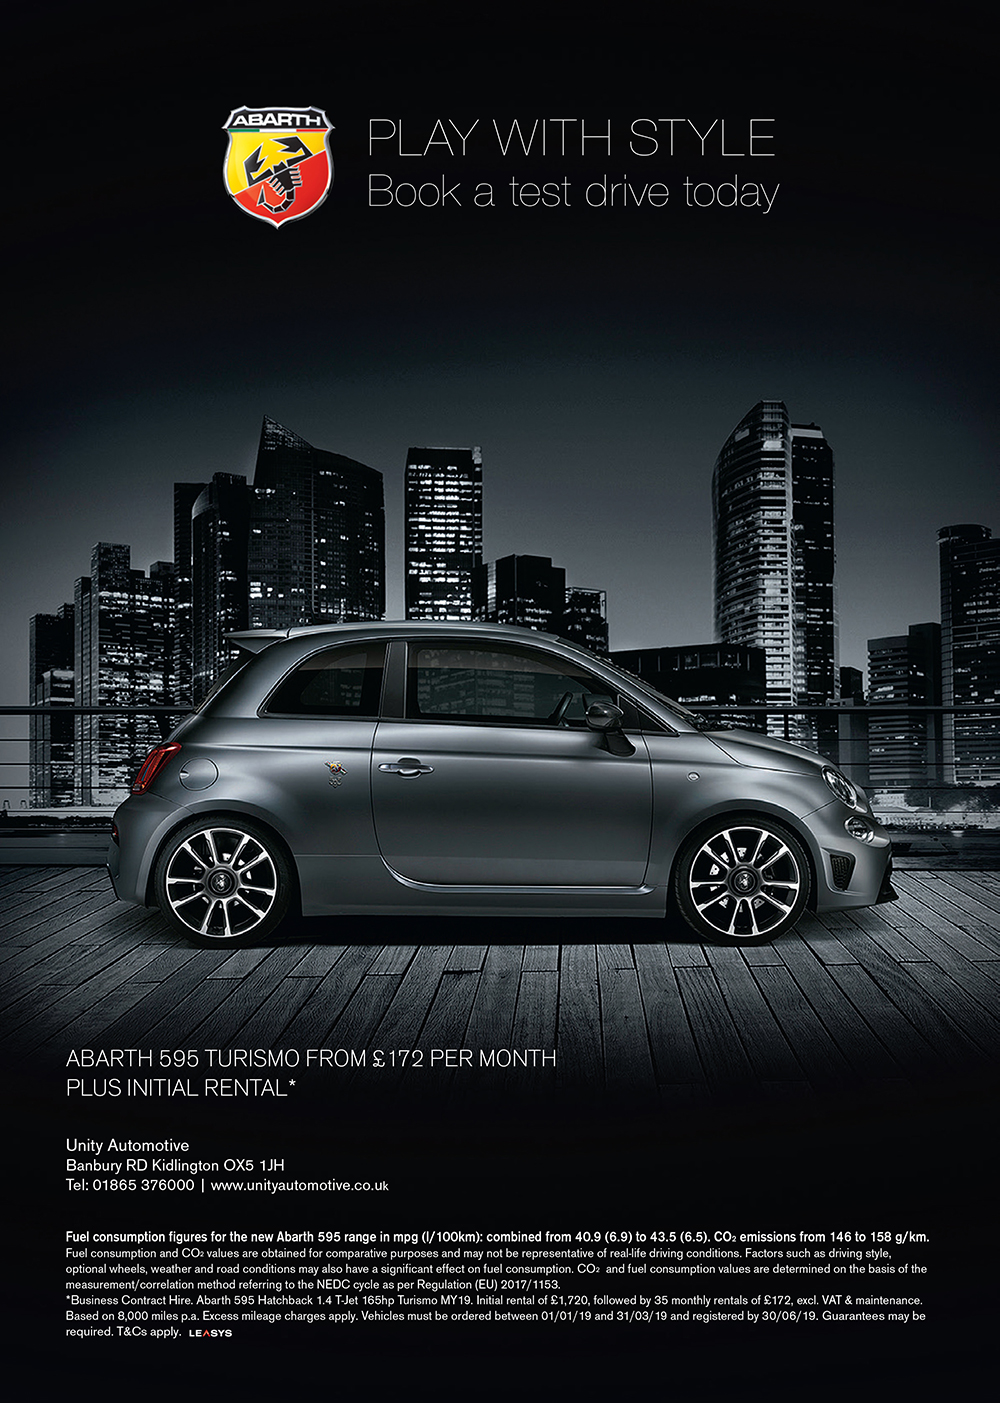 ABARTH
PLAY WITH STYLE
Book a test drive today
ABARTH 595 TURISMO FROM £172 PER MONTH
PLUS INITIAL RENTAL*
Unity Automotive
Banbury RD Kidlington OX5 1JH
Tel: 01865 376000 | www.unityautomotive.co.uk
Fuel consumption figures for the new Abarth 595 range in mpg (l/100km): combined from 40.9 (6.9) to 43.5 (6.5). CO₂ emissions from 146 to 158 g/km.
Fuel consumption and CO₂ values are obtained for comparative purposes and may not be representative of real-life driving conditions. Factors such as driving style,
optional wheels, weather and road conditions may also have a significant effect on fuel consumption. CO₂ and fuel consumption values are determined on the basis of the
measurement/correlation method referring to the NEDC cycle as per Regulation (EU) 2017/1153.
*Business Contract Hire. Abarth 595 Hatchback 1.4 T-Jet 165hp Turismo MY19. Initial rental of £1,720, followed by 35 monthly rentals of £172, excl. VAT & maintenance.
Based on 8,000 miles p.a. Excess mileage charges apply. Vehicles must be ordered between 01/01/19 and 31/03/19 and registered by 30/06/19. Guarantees may be
required. T&Cs apply. LEASYS